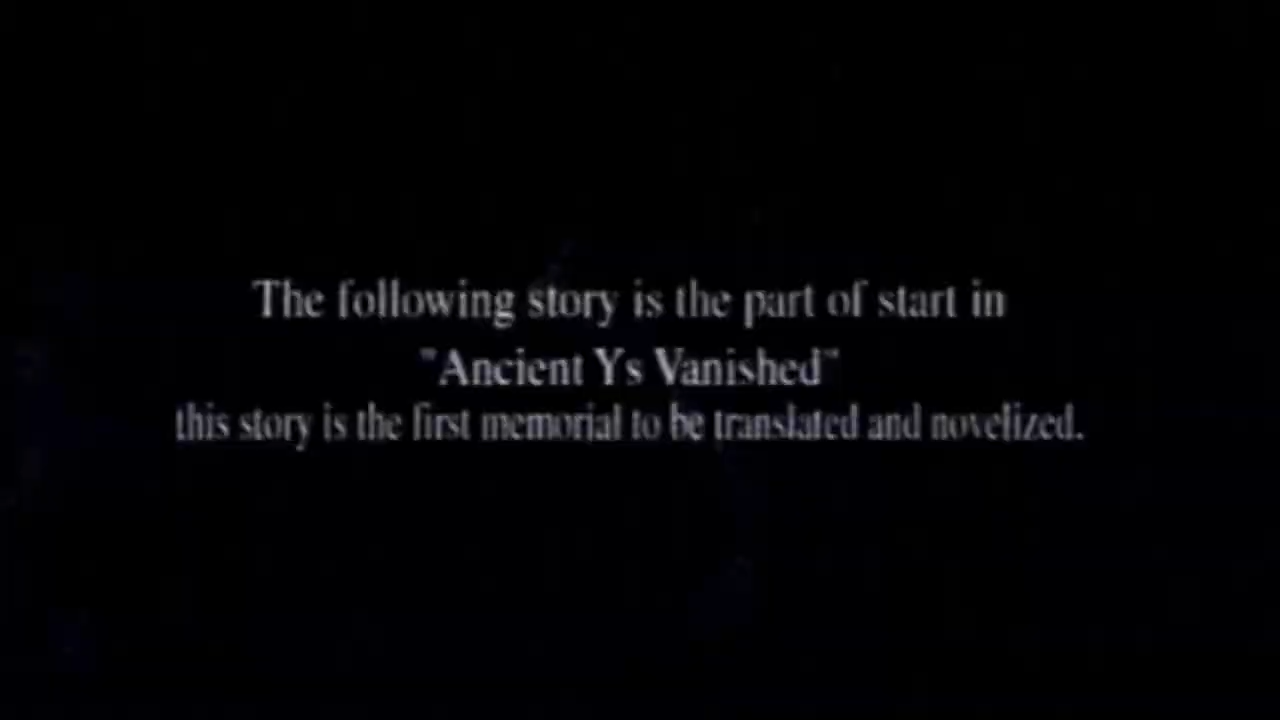 The following story is the part of start in
"Ancient Ys Vanished"
this story is the first memorial to be translated and novelized.